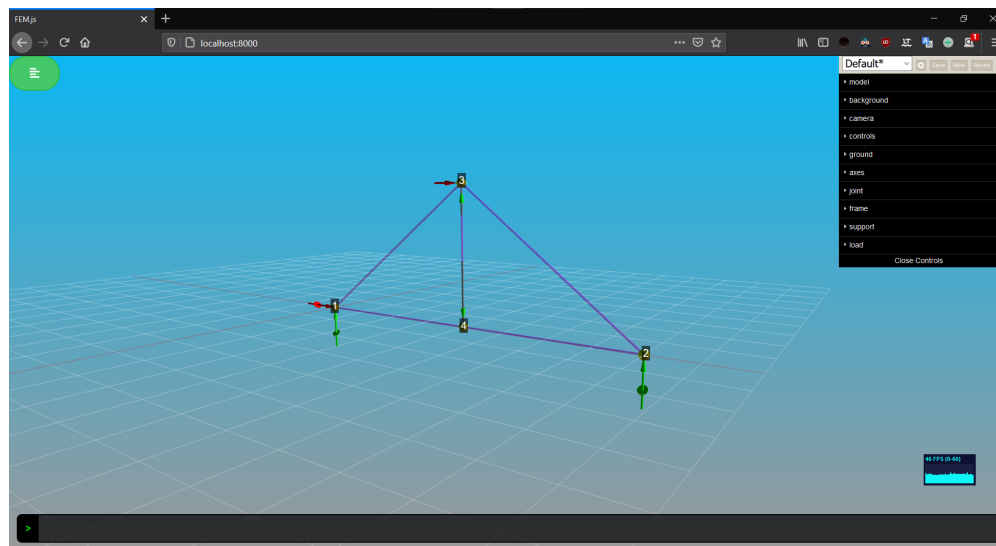 FEM.js
localhost:8000
1
Default*
Save New Revert
model
background
camera
controls
ground
axes
joint
frame
support
load
Close Controls
3
1
4
2
46 FPS (0-60)
>